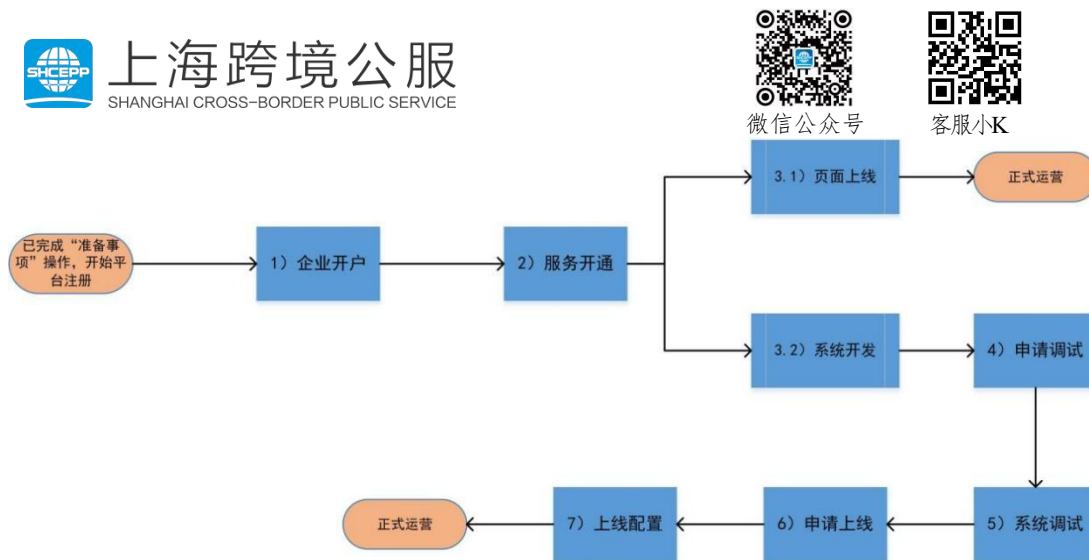 SHCEPP
上海跨境公服
SHANGHAI CROSS-BORDER PUBLIC SERVICE
微信公众号
客服小K
3.1）页面上线
正式运营
已完成“准备事
项”操作，开始平
台注册
1）企业开户
2）服务开通
3.2）系统开发
4）申请调试
正式运营
7）上线配置
6）申请上线
5）系统调试